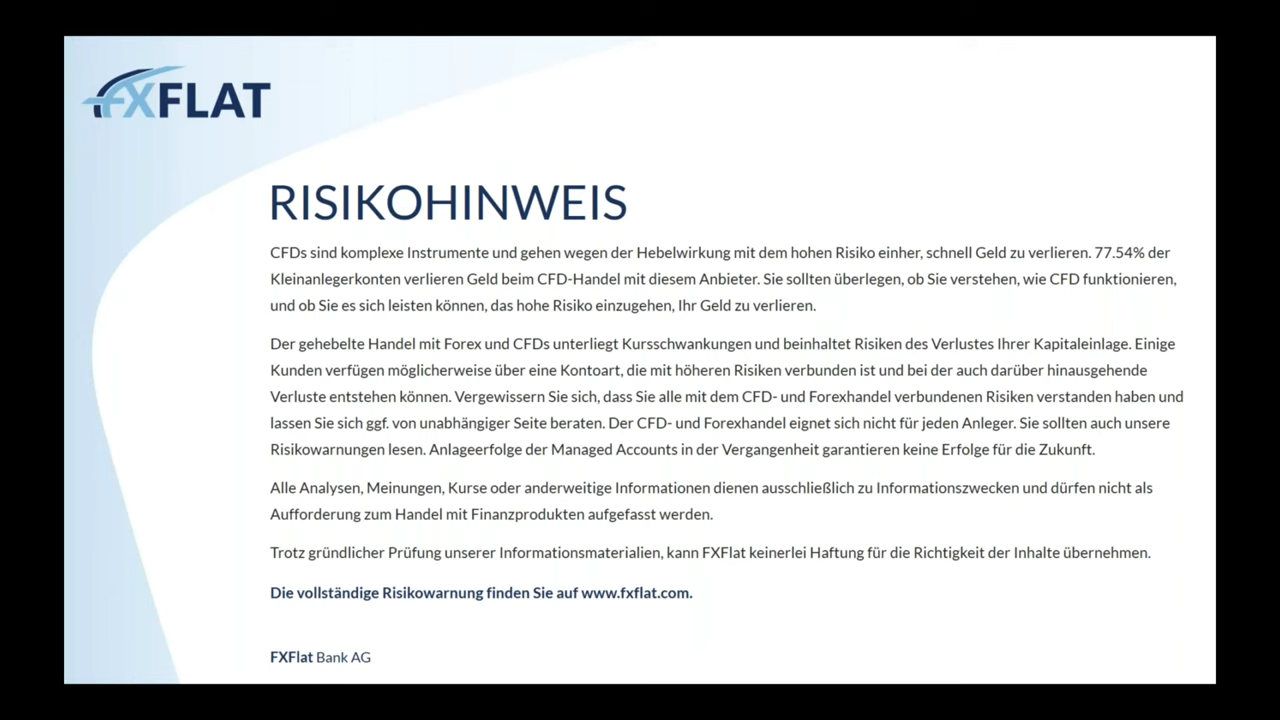 FXFLAT
RISIKOHINWEIS
CFDs sind komplexe Instrumente und gehen wegen der Hebelwirkung mit dem hohen Risiko einher, schnell Geld zu verlieren. 77.54% der
Kleinanlegerkonten verlieren Geld beim CFD-Handel mit diesem Anbieter. Sie sollten überlegen, ob Sie verstehen, wie CFD funktionieren,
und ob Sie es sich leisten können, das hohe Risiko einzugehen, Ihr Geld zu verlieren.
Der gehebelte Handel mit Forex und CFDs unterliegt Kursschwankungen und beinhaltet Risiken des Verlustes Ihrer Kapitaleinlage. Einige
Kunden verfügen möglicherweise über eine Kontoart, die mit höheren Risiken verbunden ist und bei der auch darüber hinausgehende
Verluste entstehen können. Vergewissern Sie sich, dass Sie alle mit dem CFD- und Forexhandel verbundenen Risiken verstanden haben und
lassen Sie sich ggf. von unabhängiger Seite beraten. Der CFD- und Forexhandel eignet sich nicht für jeden Anleger. Sie sollten auch unsere
Risikowarnungen lesen. Anlageerfolge der Managed Accounts in der Vergangenheit garantieren keine Erfolge für die Zukunft.
Alle Analysen, Meinungen, Kurse oder anderweitige Informationen dienen ausschließlich zu Informationszwecken und dürfen nicht als
Aufforderung zum Handel mit Finanzprodukten aufgefasst werden.
Trotz gründlicher Prüfung unserer Informationsmaterialien, kann FXFlat keinerlei Haftung für die Richtigkeit der Inhalte übernehmen.
Die vollständige Risikowarnung finden Sie auf www.fxflat.com.
FXFlat Bank AG